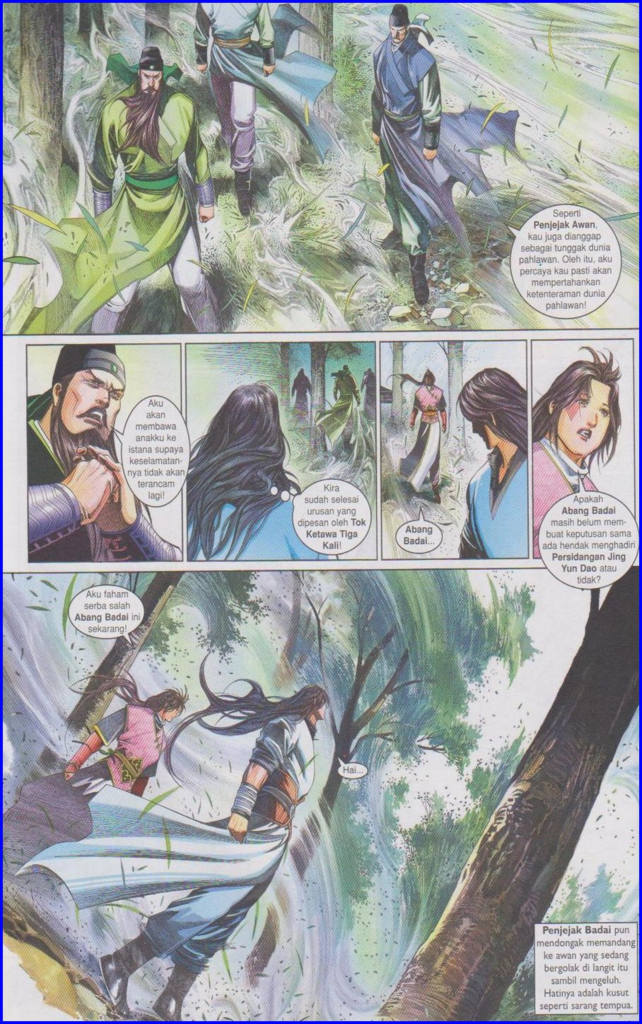 Seperti
Penjejak Awan,
kau juga dianggap
sebagai tunggak dunia
pahlawan. Oleh itu, aku
percaya kau pasti akan
mempertahankan
ketenteraman dunia
pahlawan!
Aku
akan
membawa
anakku ke
istana supaya
keselamatan-
nya tidak akan
terancam
lagi!
Kira
sudah selesai
urusan yang
dipesan oleh Tok
Ketawa Tiga
Kali!
Abang
Badai...
Apakah
Abang Badai
masih belum mem-
buat keputusan sama
ada hendak menghadiri
Persidangan Jing
Yun Dao atau
tidak?
Aku faham
serba salah
Abang Badai ini
sekarang!
Hai...
Penjejak Badai pun
mendongak memandang
ke awan yang sedang
bergolak di langit itu
sambil mengeluh.
Hatinya adalah kusut
seperti sarang tempua.